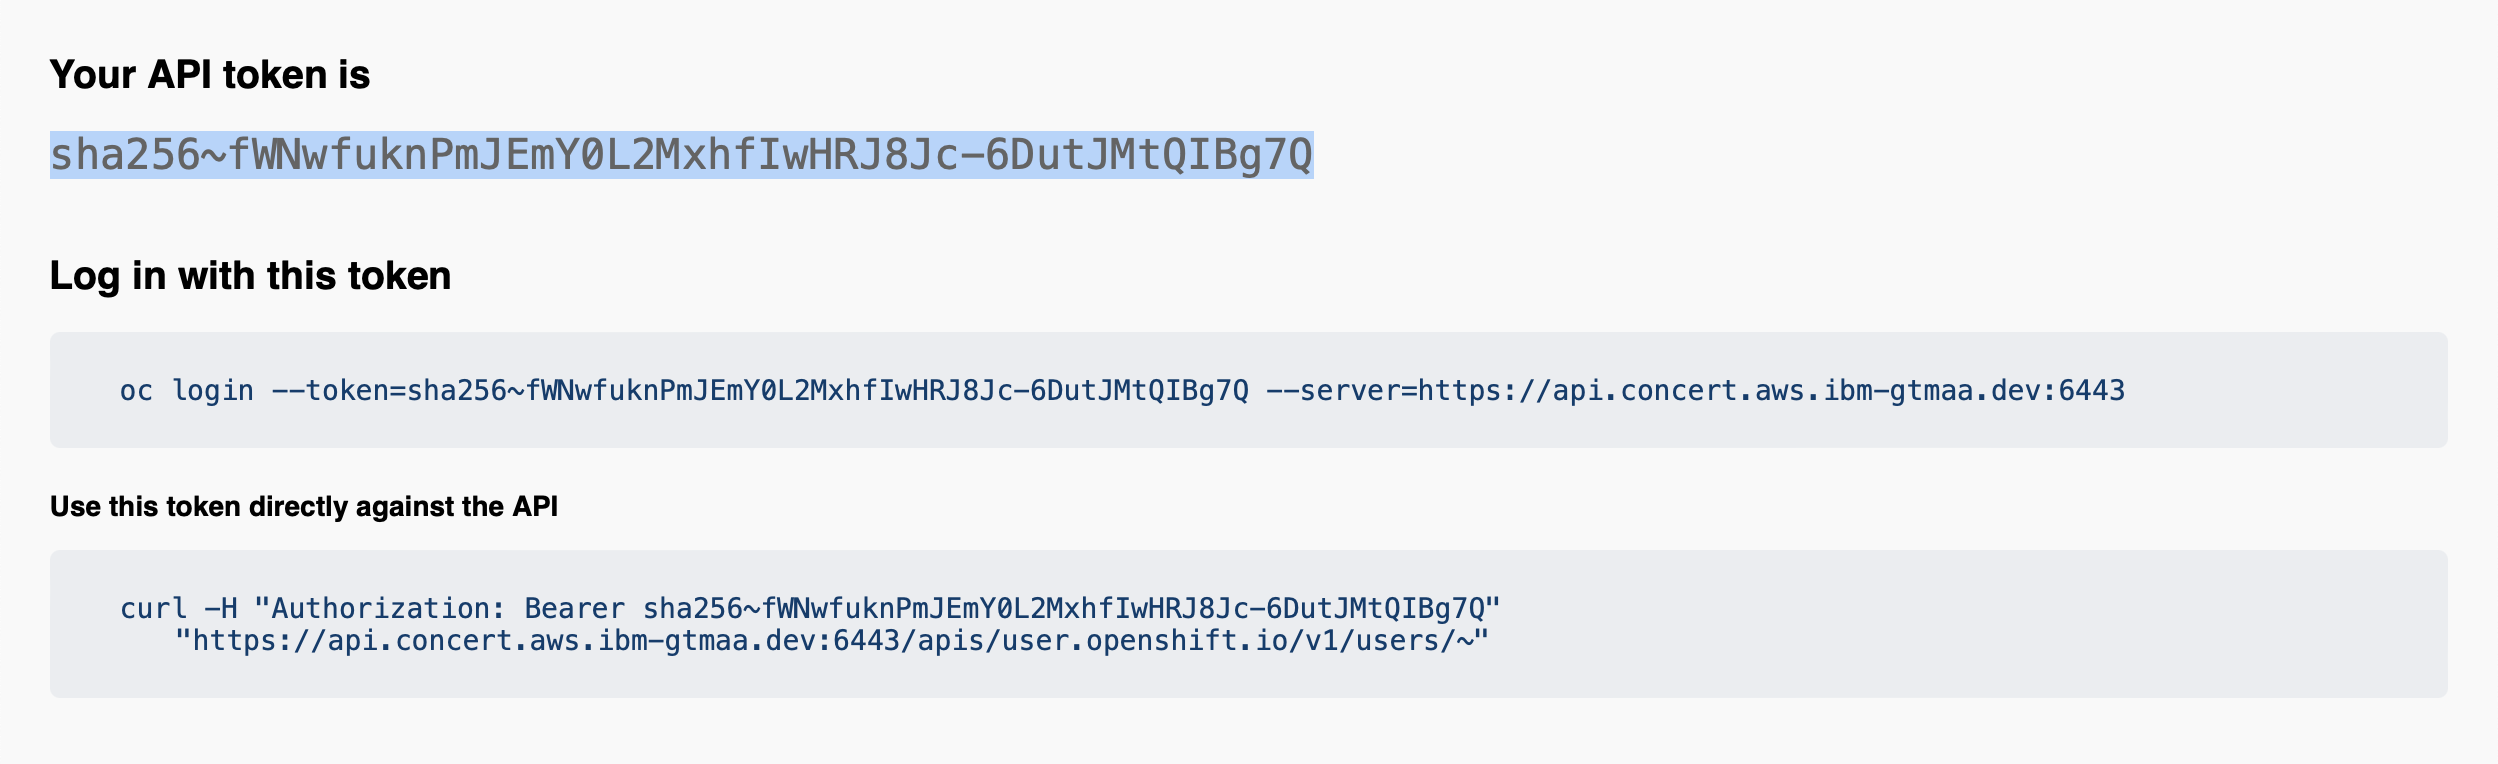 Your API token is
sha256~fWNwfuknPmJEmY0L2MxhfIwHRJ8Jc-6DutJMtQIBg7Q
Log in with this token
oc login --token=sha256~fWNwfuknPmJEmY0L2MxhfIwHRJ8Jc-6DutJMtQIBg7Q --server=https://api.concert.aws.ibm-gtmaa.dev:6443
Use this token directly against the API
curl -H "Authorization: Bearer sha256~fWNwfuknPmJEmY0L2MxhfIwHRJ8Jc-6DutJMtQIBg7Q"
"https://api.concert.aws.ibm-gtmaa.dev:6443/apis/user.openshift.io/v1/users/~"